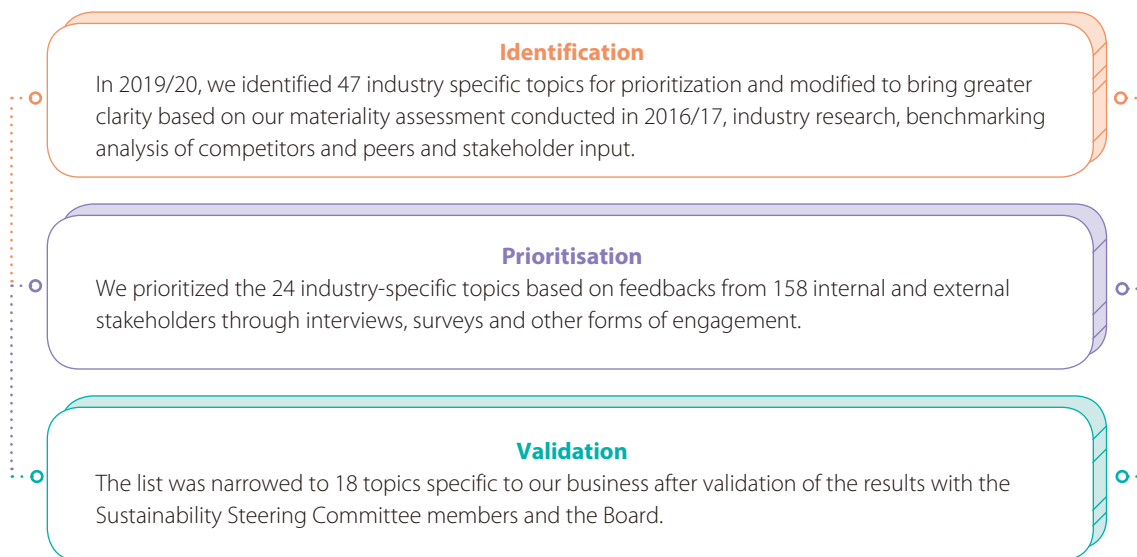 Identification
In 2019/20, we identified 47 industry specific topics for prioritization and modified to bring greater
clarity based on our materiality assessment conducted in 2016/17, industry research, benchmarking
analysis of competitors and peers and stakeholder input.
Prioritisation
We prioritized the 24 industry-specific topics based on feedbacks from 158 internal and external
stakeholders through interviews, surveys and other forms of engagement.
Validation
The list was narrowed to 18 topics specific to our business after validation of the results with the
Sustainability Steering Committee members and the Board.